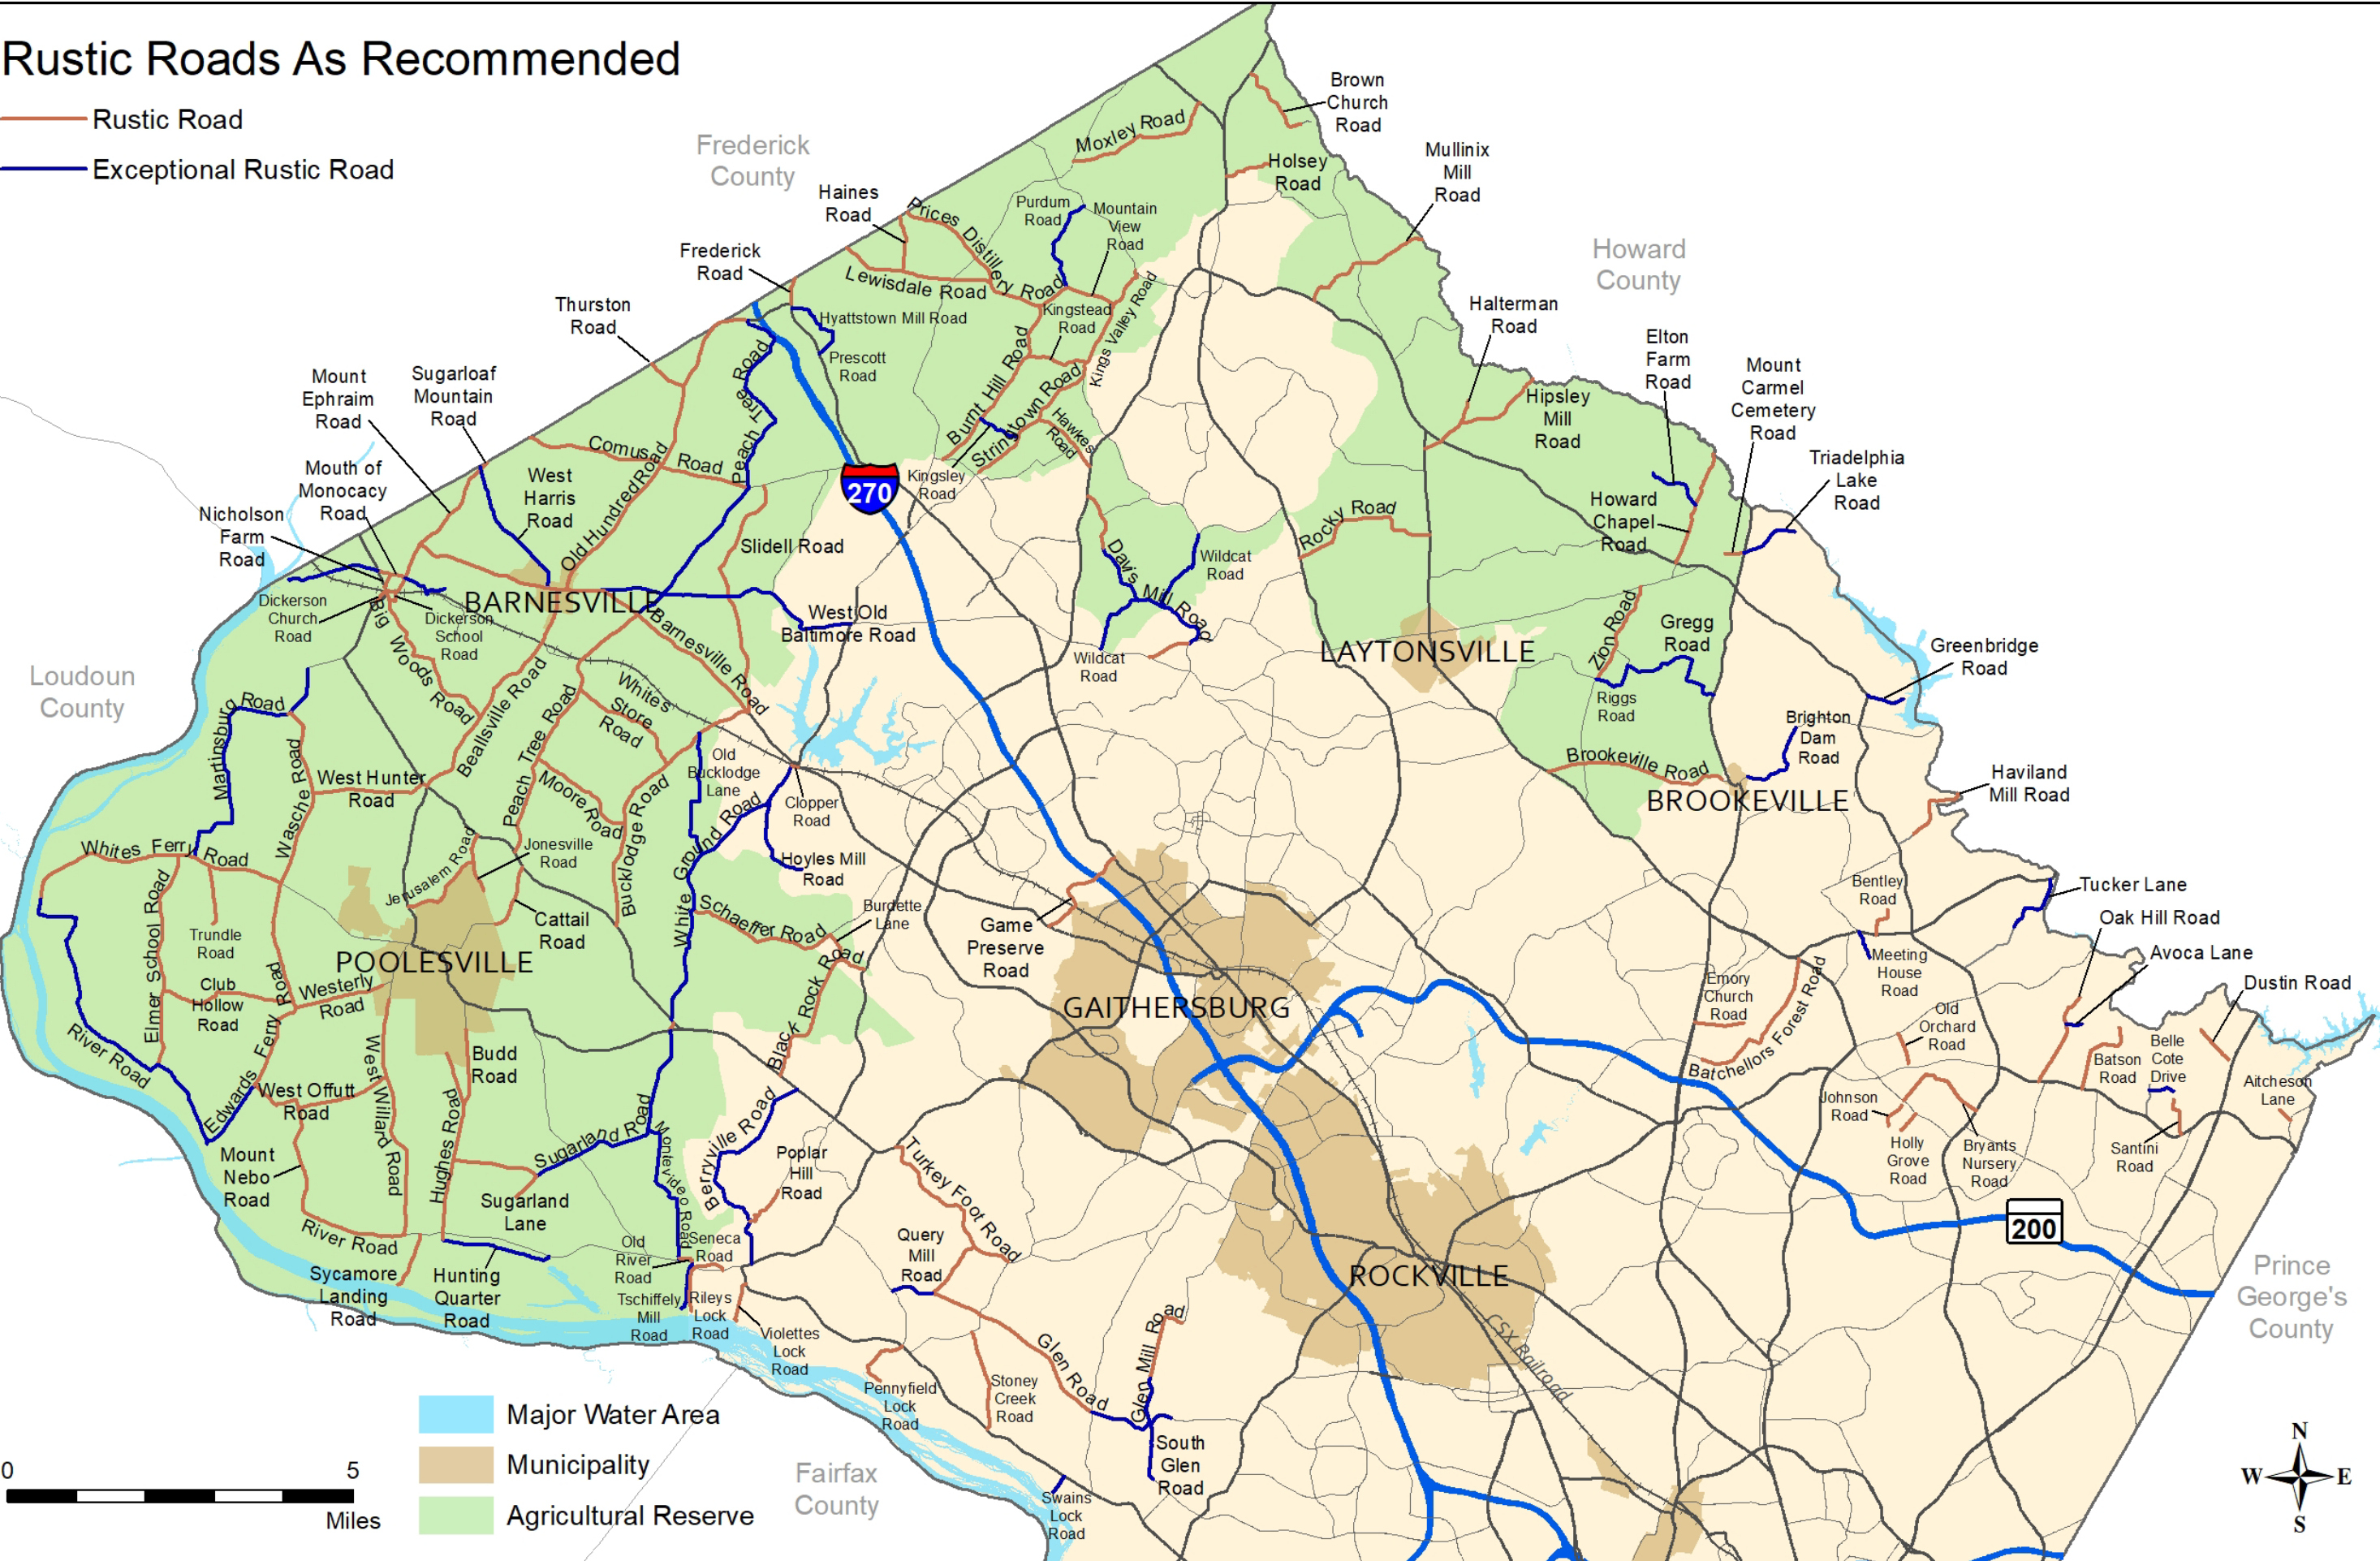 Rustic Roads As Recommended
Rustic Road
Exceptional Rustic Road
Frederick
County
Howard
County
Loudoun
County
Fairfax
County
Prince
George's
County
Brown
Church
Road
Moxley Road
Holsey
Road
Mullinix
Mill
Road
Haines
Road
Prices Distillery Road
Purdum
Road
Mountain
View
Road
Frederick
Road
Lewisdale Road
Kingstead
Road
Kings Valley Road
Thurston
Road
Hyattstown Mill Road
Prescott
Road
Halterman
Road
Elton
Farm
Road
Mount
Carmel
Cemetery
Road
Triadelphia
Lake
Road
Mount
Ephraim
Road
Sugarloaf
Mountain
Road
Peach Tree Road
Burnt Hill Road
Stringtown Road
Hawkes
Road
Hipsley
Mill
Road
Comus Road
Mouth of
Monocacy
Road
West
Harris
Road
Old Hundred Road
270
Kingsley
Road
Nicholson
Farm
Road
Slidell Road
Rocky Road
Howard
Chapel
Road
Davis Mill Road
Wildcat
Road
Dickerson
Church
Road
Dickerson
School
Road
BARNESVILLE
West Old
Baltimore Road
Barnesville Road
Wildcat
Road
LAYTONSVILLE
Zion Road
Gregg
Road
Greenbridge
Road
Big Woods Road
Riggs
Road
Martinsburg Road
Whites
Store
Road
Beallsville Road
Peach Tree Road
Brighton
Dam
Road
Brookeville Road
BROOKEVILLE
Haviland
Mill Road
West Hunter
Road
Wasche Road
Moore Road
Old
Bucklodge
Lane
Clopper
Road
Whites Ferry Road
Jerusalem Road
Jonesville
Road
Bucklodge Road
White Ground Road
Hoyles Mill
Road
Bentley
Road
Tucker Lane
Oak Hill Road
Elmer School Road
Trundle
Road
Cattail
Road
Schaeffer Road
Burdette
Lane
Game
Preserve
Road
Meeting
House
Road
Avoca Lane
POOLESVILLE
Club
Hollow
Road
Westerly
Road
Black Rock Road
GAITHERSBURG
Emory
Church
Road
Batchellors Forest Road
Old
Orchard
Road
Dustin Road
River Road
Edwards Ferry Road
West Willard Road
Budd
Road
Batson
Road
Belle
Cote
Drive
Aitcheson
Lane
West Offutt
Road
Hughes Road
Sugarland Road
Johnson
Road
Holly
Grove
Road
Bryants
Nursery
Road
Santini
Road
Mount
Nebo
Road
Montevideo Road
Berryville Road
Poplar
Hill
Road
Turkey Foot Road
Sugarland
Lane
River Road
Old
River
Road
Seneca
Road
Query
Mill
Road
200
Sycamore
Landing
Road
Hunting
Quarter
Road
Tschiffely
Mill
Road
Rileys
Lock
Road
Violettes
Lock
Road
ROCKVILLE
CSX Railroad
Glen Road
Glen Mill Road
Pennyfield
Lock
Road
Stoney
Creek
Road
South
Glen
Road
Swains
Lock
Road
Major Water Area
Municipality
Agricultural Reserve
0 5
Miles
N
W E
S